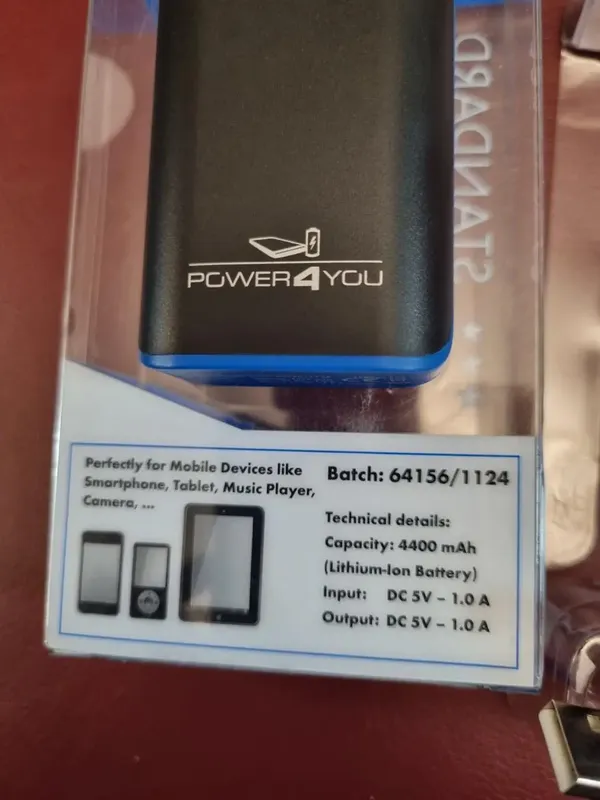 STANDARD
POWER4YOU
Perfectly for Mobile Devices like
Smartphone, Tablet, Music Player,
Camera, ...
Batch: 64156/1124
Technical details:
Capacity: 4400 mAh
(Lithium-Ion Battery)
Input: DC 5V – 1.0 A
Output: DC 5V – 1.0 A